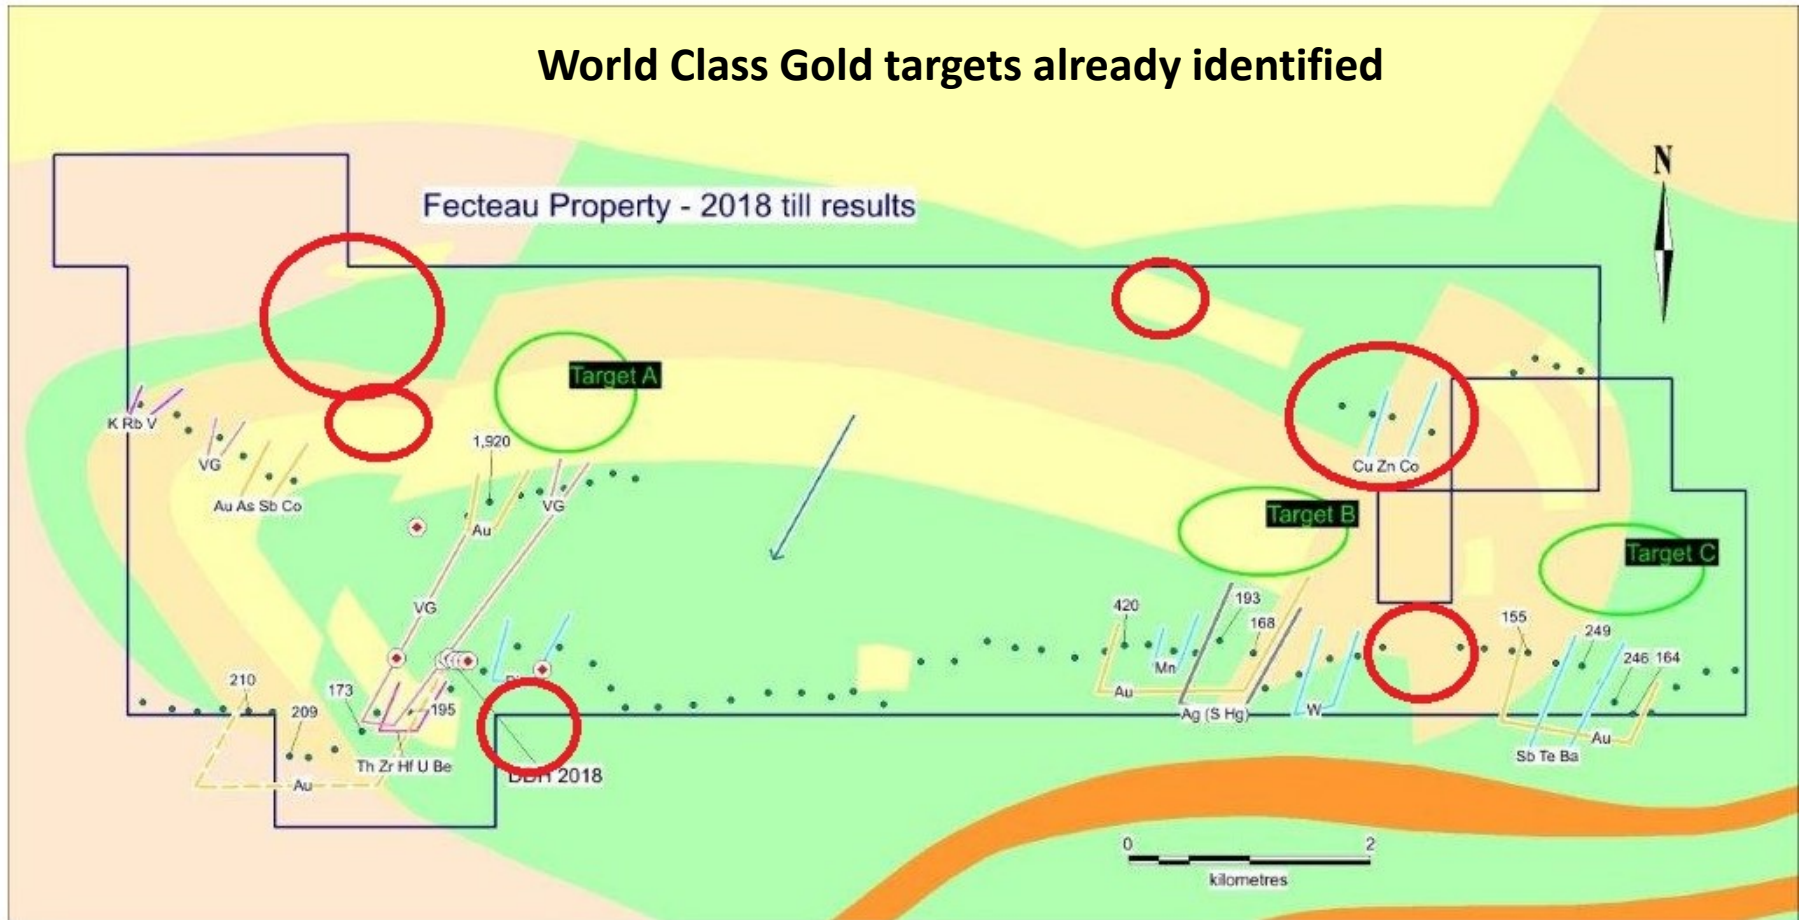 World Class Gold targets already identified
N
Fecteau Property - 2018 till results
Target A
K Rb V
1,920
VG
Cu Zn Co
Au As Sb Co
VG
Au
Target B
Target C
VG
420
193
155
168
249
Mn
246 164
210
173
Au
209
195
Ag (S Hg)
W
Au
Sb Te Ba
Th Zr Hf U Be
Au
DDH 2018
0 2
kilometres